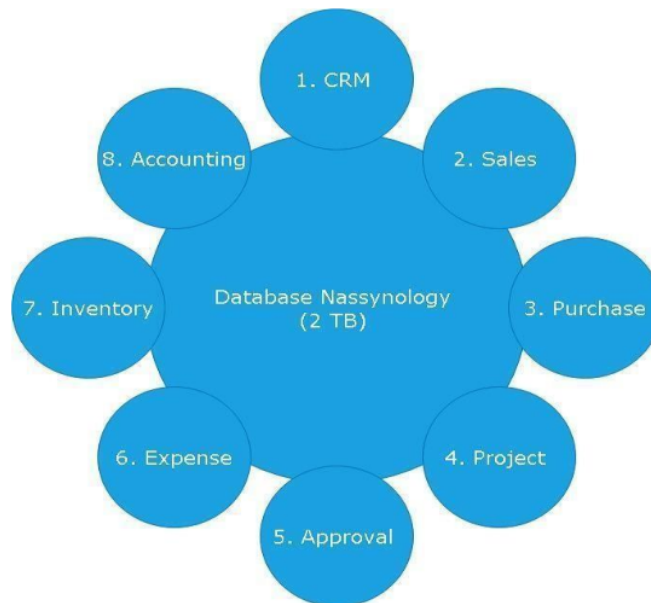 1. CRM
2. Sales
3. Purchase
4. Project
5. Approval
6. Expense
7. Inventory
8. Accounting
Database Nassynology
(2 TB)